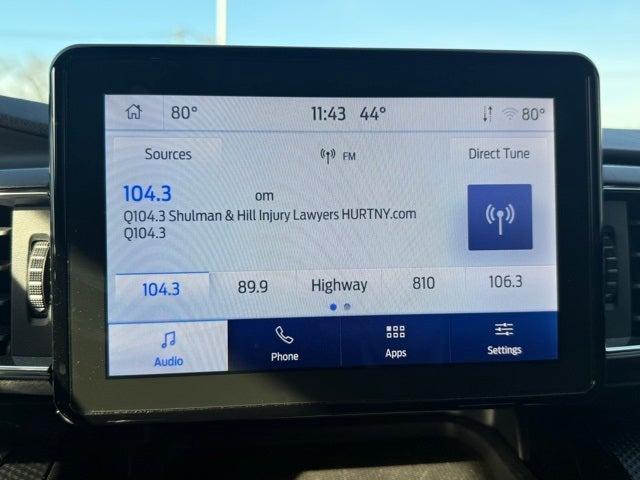 80° 11:43 44° 80°
Sources FM Direct Tune
104.3 om
Q104.3 Shulman & Hill Injury Lawyers HURTNY.com
Q104.3
104.3 89.9 Highway 810 106.3
Audio Phone Apps Settings